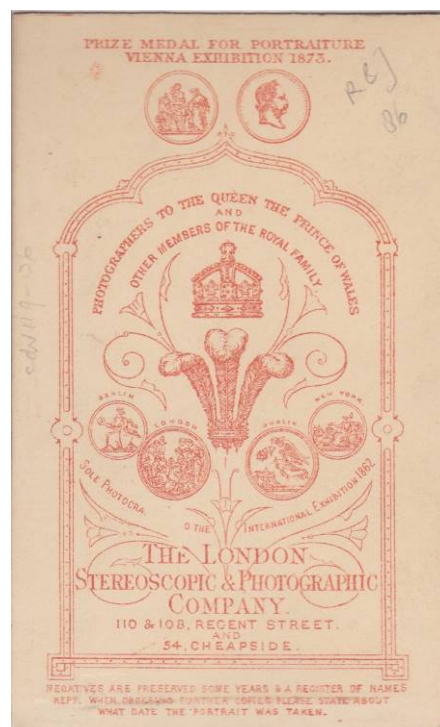 PRIZE MEDAL FOR PORTRAITURE
VIENNA EXHIBITION 1873.
R B J
86
PHOTOGRAPHERS TO THE QUEEN THE PRINCE OF WALES
AND
OTHER MEMBERS OF THE ROYAL FAMILY
BERLIN
LONDON
DUBLIN
NEW YORK
SOLE PHOTOGRA
O THE INTERNATIONAL EXHIBITION 1862
THE LONDON
STEREOSCOPIC & PHOTOGRAPHIC
COMPANY.
110 & 108, REGENT STREET.
AND
54, CHEAPSIDE.
NEGATIVES ARE PRESERVED SOME YEARS & A REGISTER OF NAMES
KEPT. WHEN ORDERING FURTHER COPIES PLEASE STATE ABOUT
WHAT DATE THE PORTRAIT WAS TAKEN.